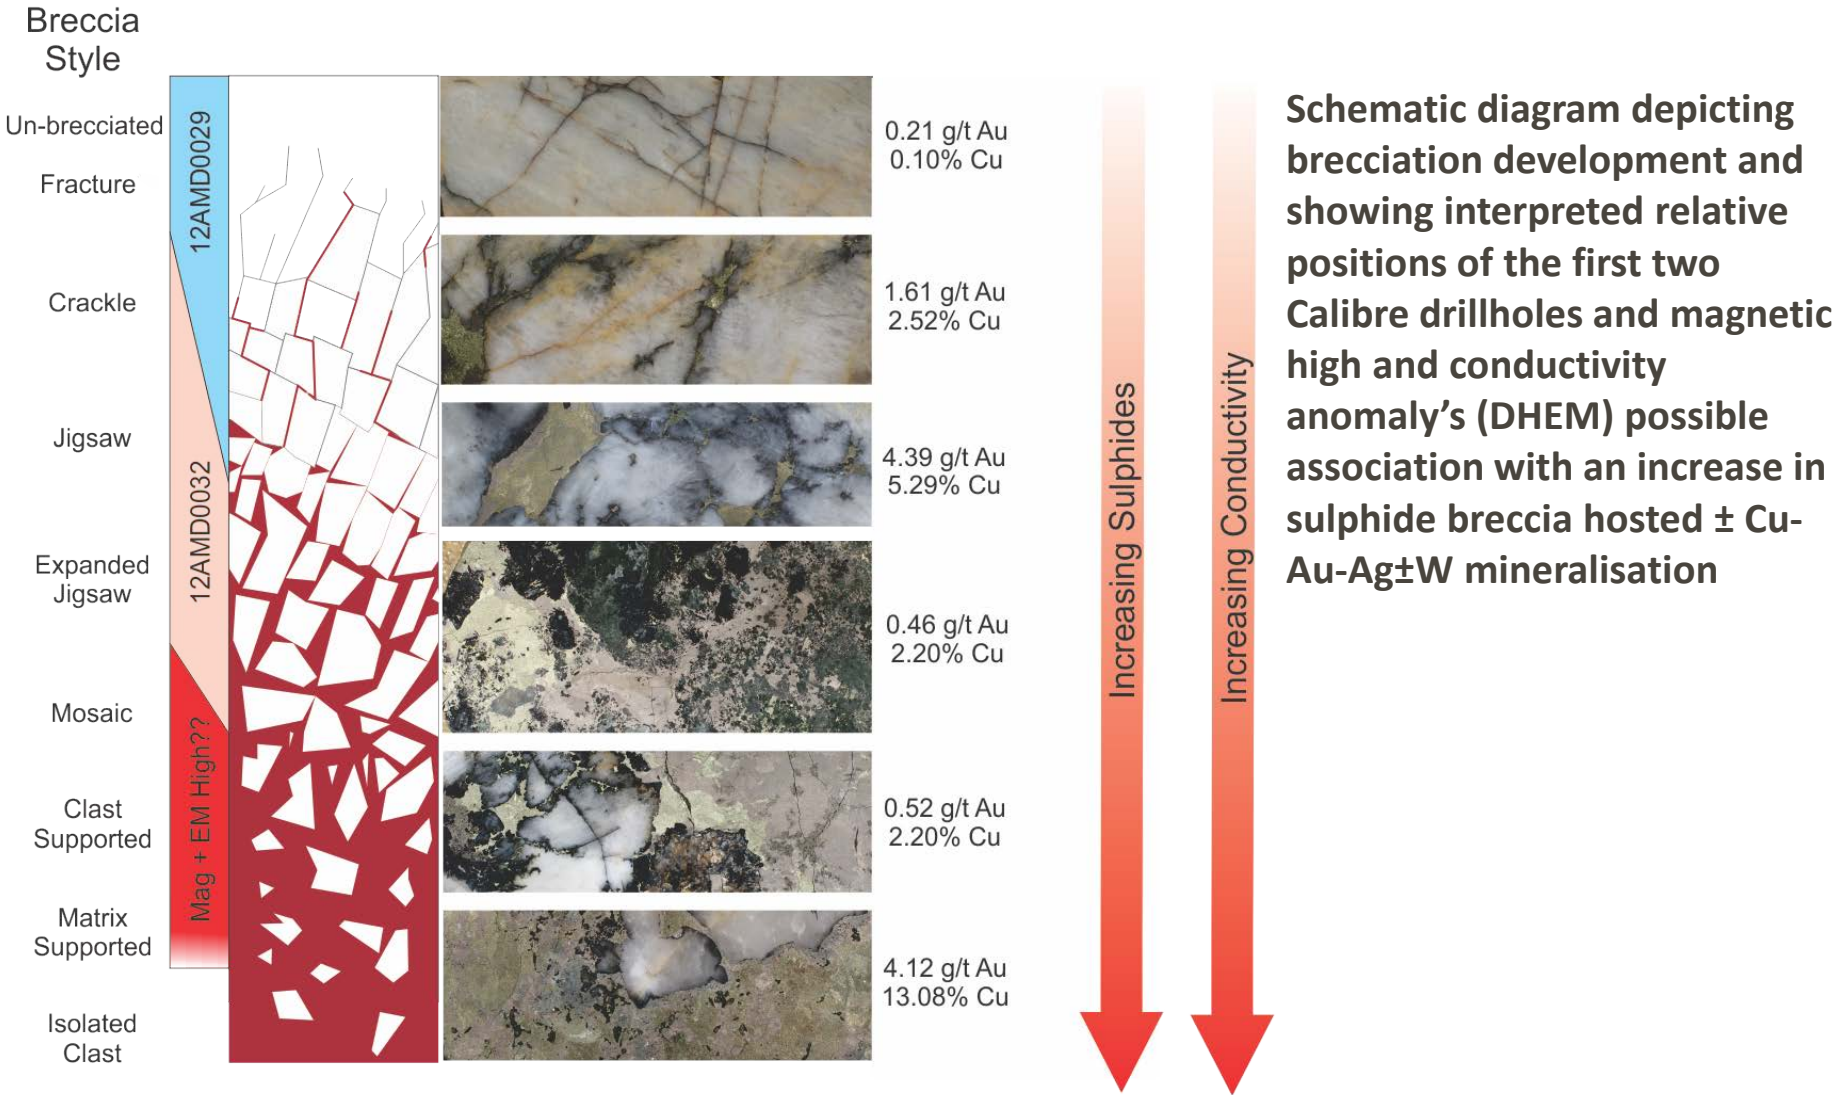 Breccia
Style
Un-brecciated
Fracture
Crackle
Jigsaw
Expanded
Jigsaw
Mosaic
Clast
Supported
Matrix
Supported
Isolated
Clast
12AMD0029
12AMD0032
Mag + EM High??
0.21 g/t Au
0.10% Cu
1.61 g/t Au
2.52% Cu
4.39 g/t Au
5.29% Cu
0.46 g/t Au
2.20% Cu
0.52 g/t Au
2.20% Cu
4.12 g/t Au
13.08% Cu
Increasing Sulphides
Increasing Conductivity
Schematic diagram depicting
brecciation development and
showing interpreted relative
positions of the first two
Calibre drillholes and magnetic
high and conductivity
anomaly’s (DHEM) possible
association with an increase in
sulphide breccia hosted ± Cu-
Au-Ag±W mineralisation